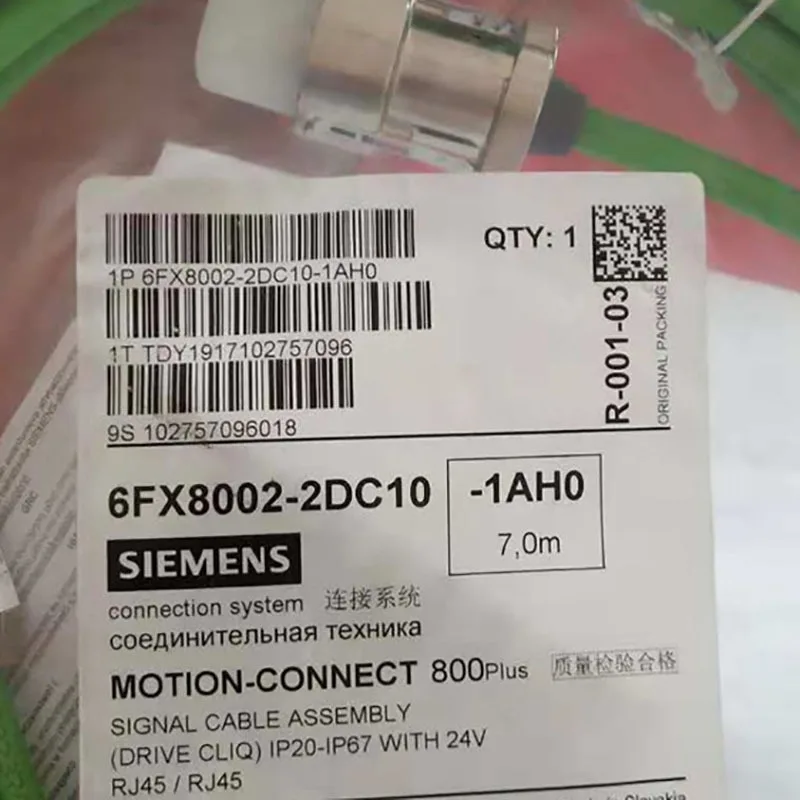 1P 6FX8002-2DC10-1AH0
QTY: 1
1T TDY1917102757096
9S 102757096018
R-001-03
ORIGINAL PACKING
6FX8002-2DC10
-1AH0
7,0m
SIEMENS
connection system 连接系统
соединительная техника
MOTION-CONNECT 800Plus 质量检验合格
SIGNAL CABLE ASSEMBLY
(DRIVE CLIQ) IP20-IP67 WITH 24V
RJ45 / RJ45
Slovakia